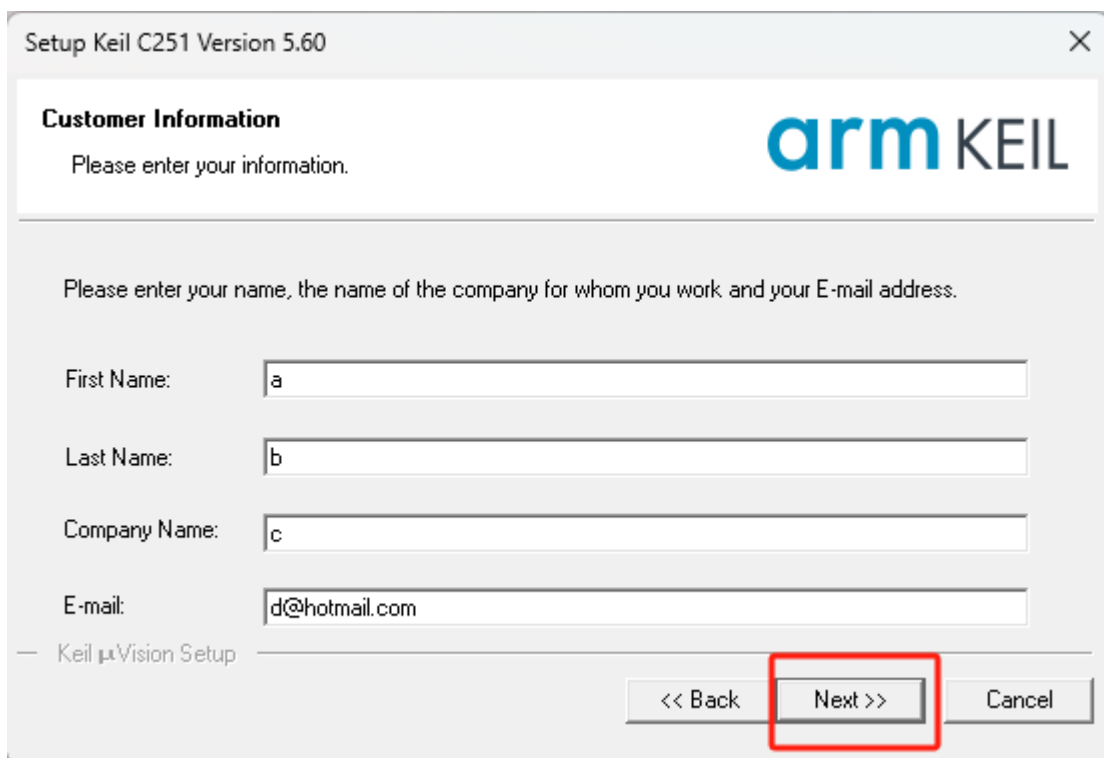 Setup Keil C251 Version 5.60
Customer Information
Please enter your information.
arm KEIL
Please enter your name, the name of the company for whom you work and your E-mail address.
First Name: a
Last Name: b
Company Name: c
E-mail: d@hotmail.com
Keil µVision Setup
<< Back Next >> Cancel